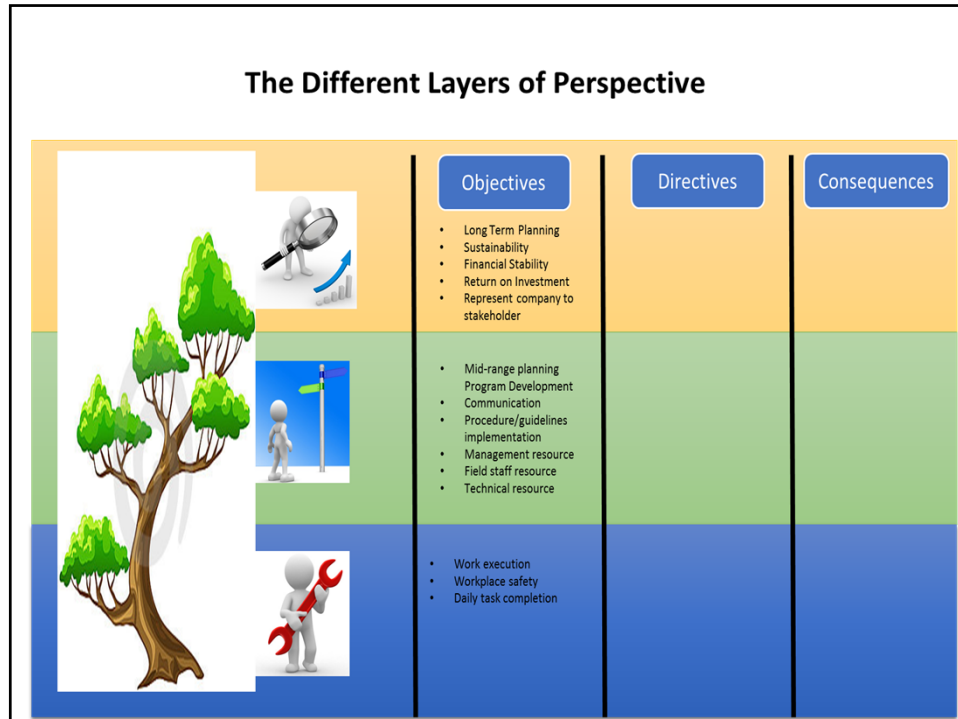 The Different Layers of Perspective
Objectives
Directives
Consequences
• Long Term Planning
• Sustainability
• Financial Stability
• Return on Investment
• Represent company to
stakeholder
• Mid-range planning
Program Development
• Communication
• Procedure/guidelines
implementation
• Management resource
• Field staff resource
• Technical resource
• Work execution
• Workplace safety
• Daily task completion